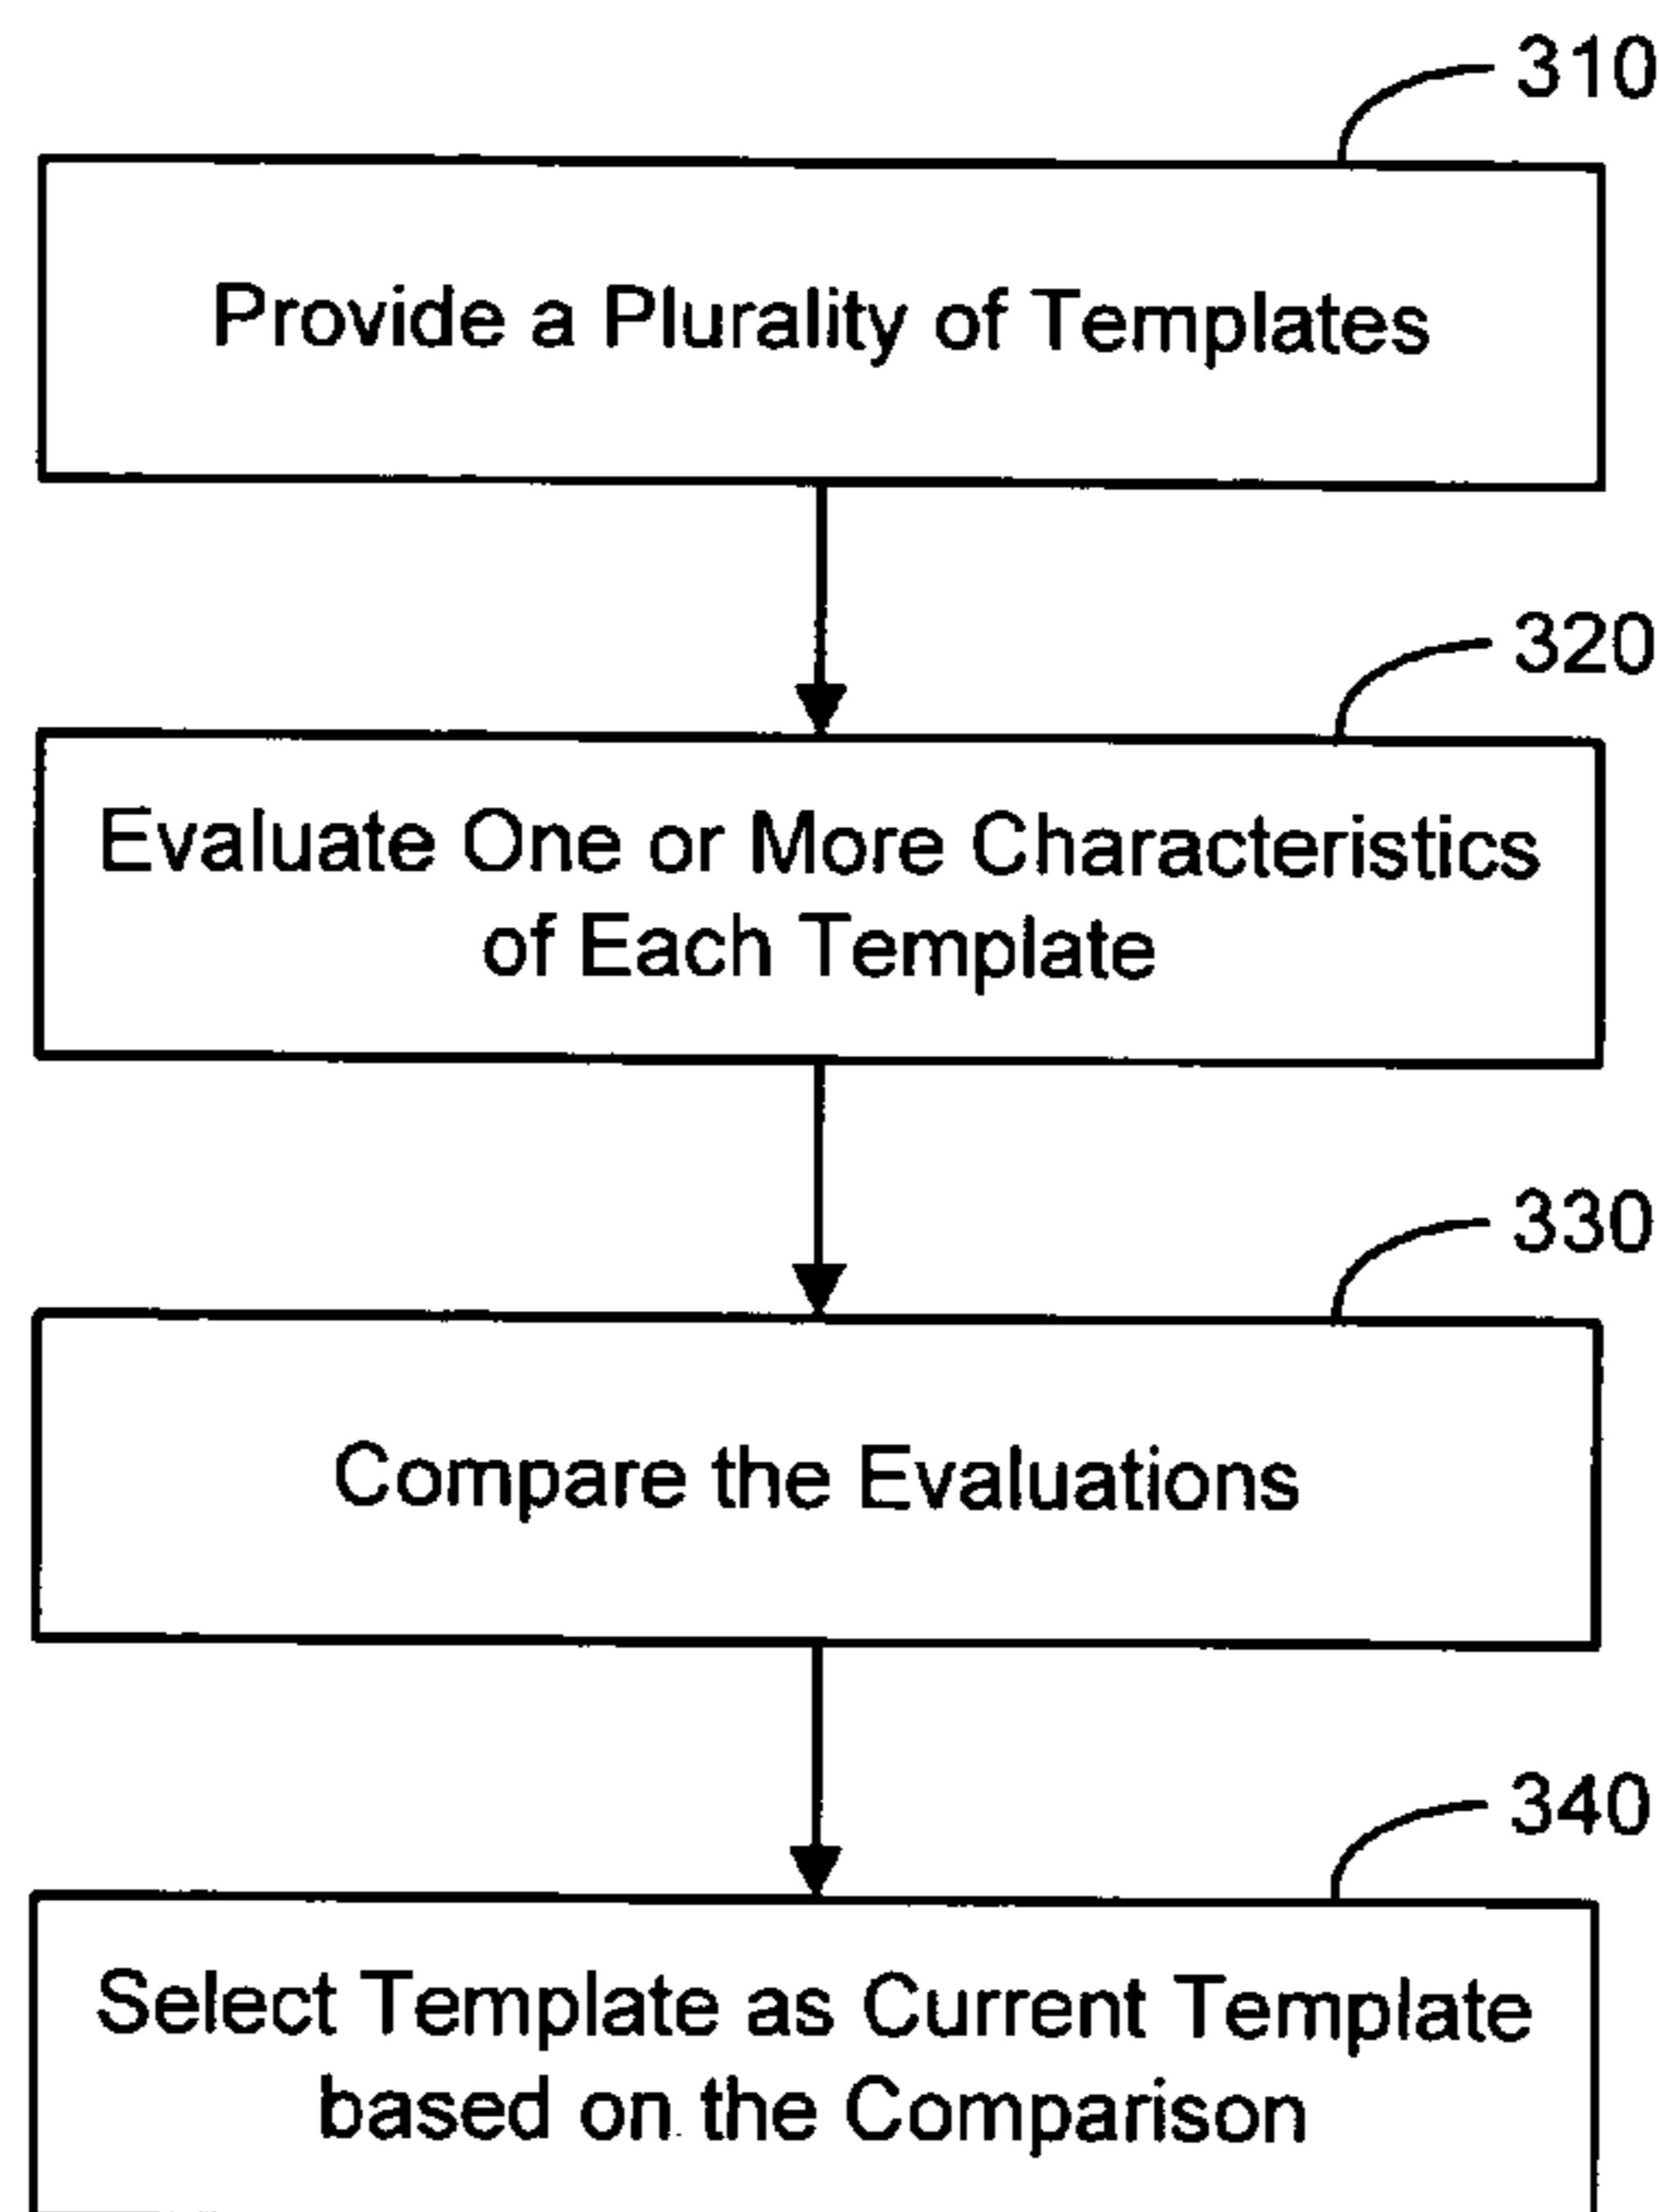 310
Provide a Plurality of Templates
320
Evaluate One or More Characteristics
of Each Template
330
Compare the Evaluations
340
Select Template as Current Template
based on the Comparison